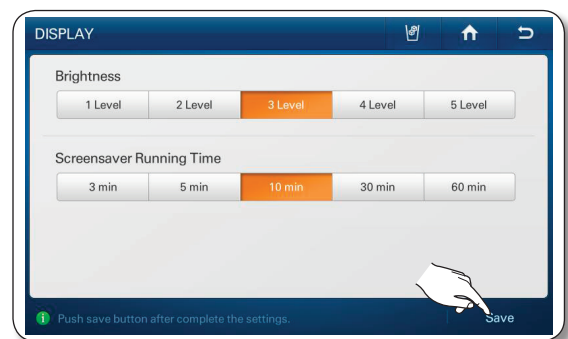 DISPLAY
Brightness
1 Level 2 Level 3 Level 4 Level 5 Level
Screensaver Running Time
3 min 5 min 10 min 30 min 60 min
Push save button after complete the settings. Save